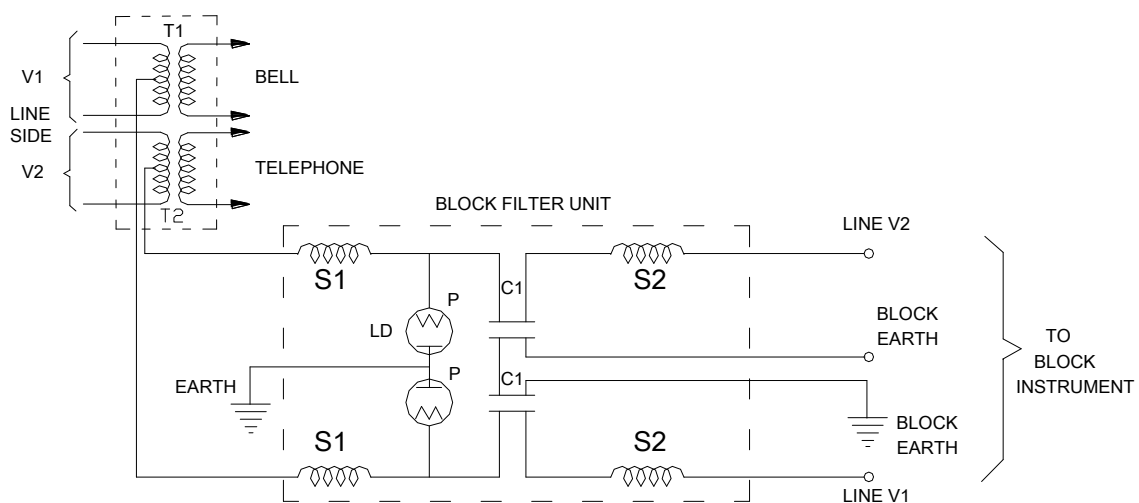 T1
V1
BELL
LINE
SIDE
V2
TELEPHONE
T2
BLOCK FILTER UNIT
LINE V2
S1
S2
C1
P
LD
BLOCK
EARTH
TO
BLOCK
INSTRUMENT
EARTH
P
C1
BLOCK
EARTH
S1
S2
LINE V1